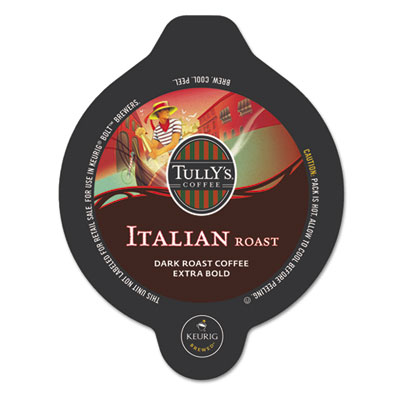 BREW. COOL. PEEL.
THIS UNIT NOT LABELED FOR RETAIL SALE. FOR USE IN KEURIG® BOLT™ BREWERS.
CAUTION: PACK IS HOT. ALLOW TO COOL BEFORE PEELING.
TULLY'S
COFFEE
ITALIAN ROAST
DARK ROAST COFFEE
EXTRA BOLD
KEURIG
BREWED